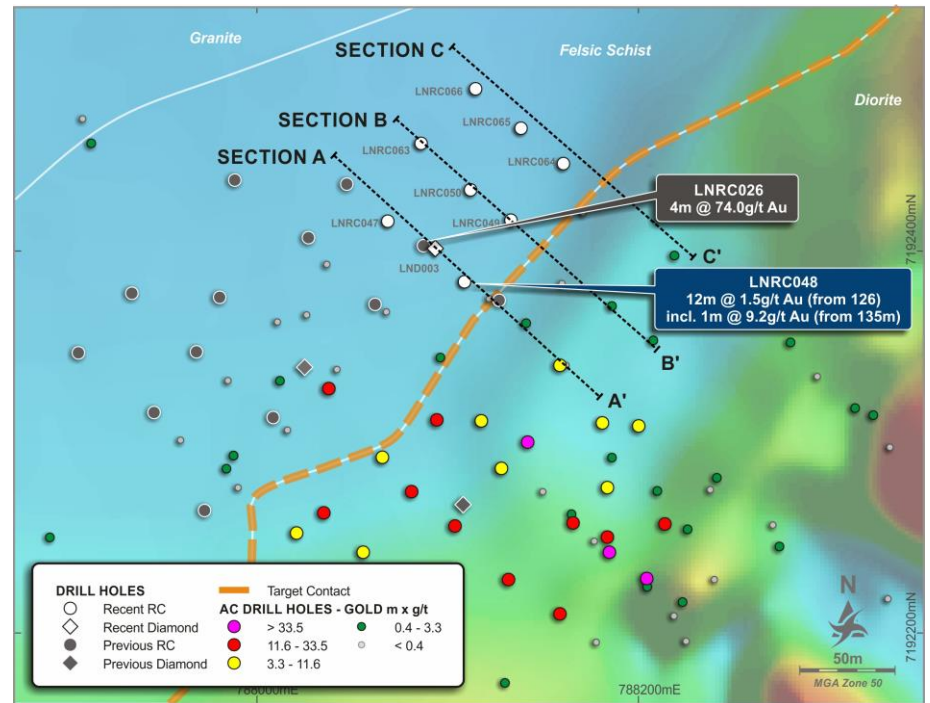 Granite
SECTION C
Felsic Schist
Diorite
LNRC066
SECTION B
LNRC065
LNRC063
SECTION A
LNRC064
LNRC050
LNRC026
4m @ 74.0g/t Au
LNRC047
LNRC049
7192400mN
C'
LND003
LNRC048
12m @ 1.5g/t Au (from 126)
incl. 1m @ 9.2g/t Au (from 135m)
B'
A'
DRILL HOLES
Recent RC
Recent Diamond
Previous RC
Previous Diamond
Target Contact
AC DRILL HOLES - GOLD m x g/t
> 33.5
11.6 - 33.5
3.3 - 11.6
0.4 - 3.3
< 0.4
N
50m
MGA Zone 50
7192200mN
788000mE
788200mE